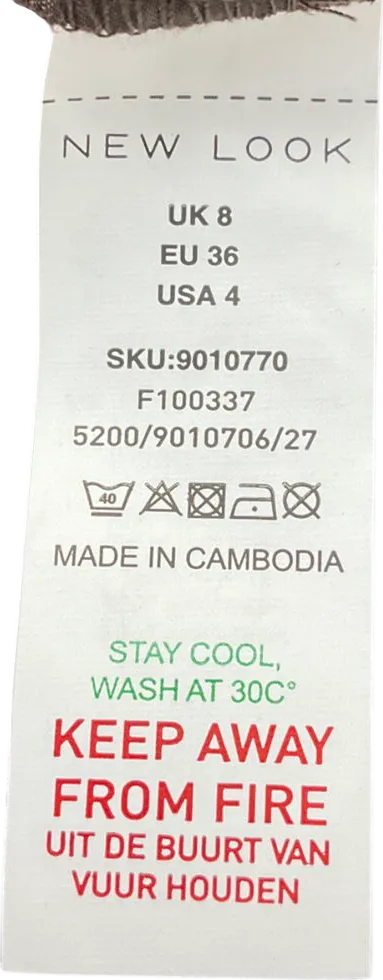 NEW LOOK
UK 8
EU 36
USA 4
SKU:9010770
F100337
5200/9010706/27
40
MADE IN CAMBODIA
STAY COOL,
WASH AT 30C°
KEEP AWAY
FROM FIRE
UIT DE BUURT VAN
VUUR HOUDEN